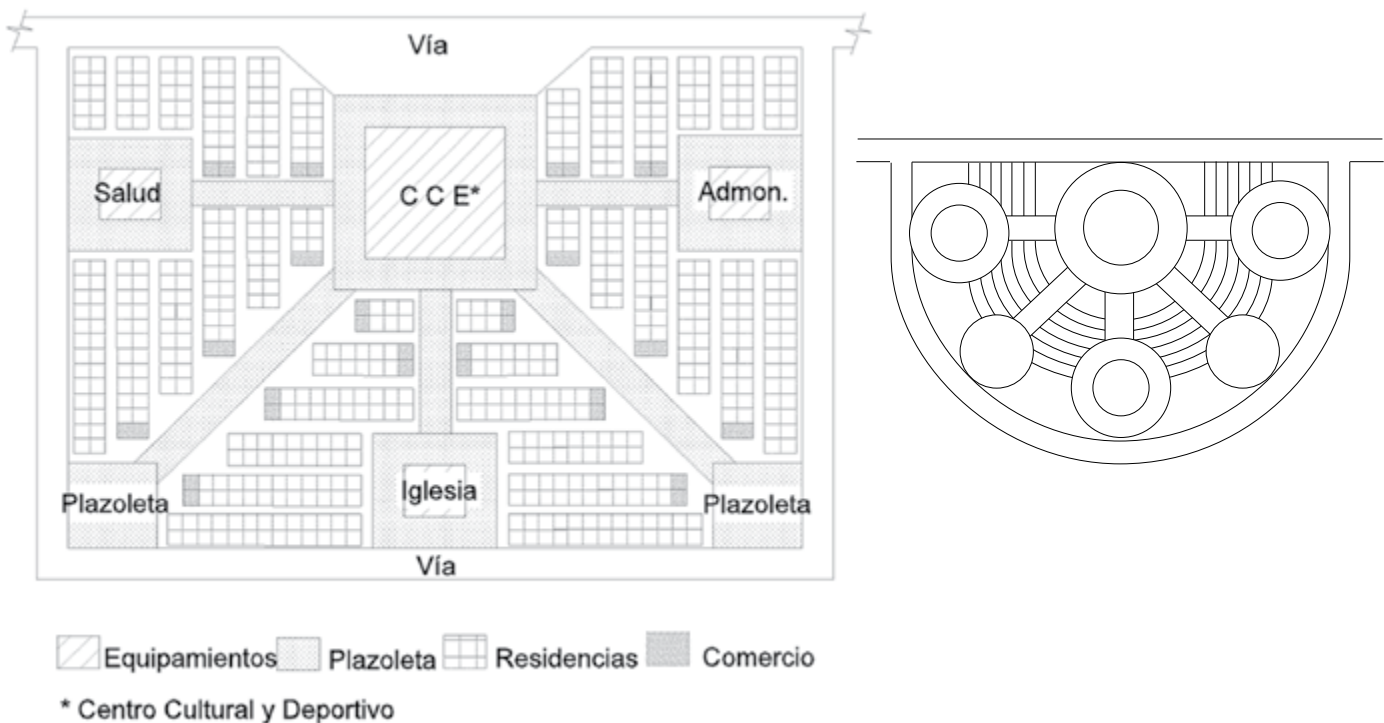 Vía
Salud
C C E*
Admon.
Plazoleta
Iglesia
Plazoleta
Vía
Equipamientos Plazoleta Residencias Comercio
* Centro Cultural y Deportivo